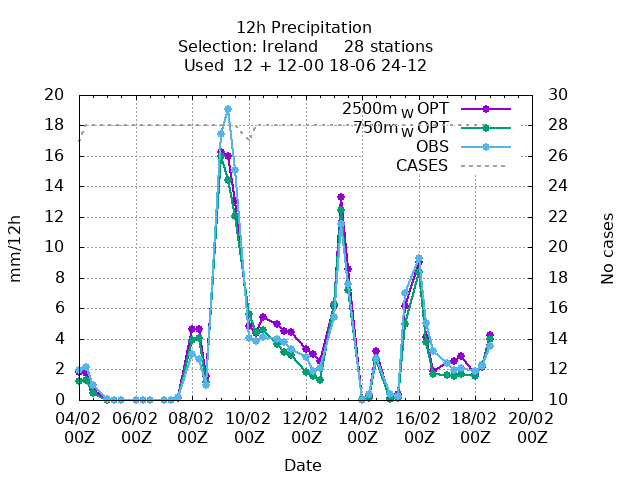 12h Precipitation
Selection: Ireland 28 stations
Used 12 + 12-00 18-06 24-12
20 30
2500m W OPT
18 28
750m W OPT
OBS
16 26
CASES
14 24
12 22
10 20
8 18
6 16
4 14
2 12
0 10
mm/12h
No cases
04/02 06/02 08/02 10/02 12/02 14/02 16/02 18/02 20/02
00Z 00Z 00Z 00Z 00Z 00Z 00Z 00Z 00Z
Date